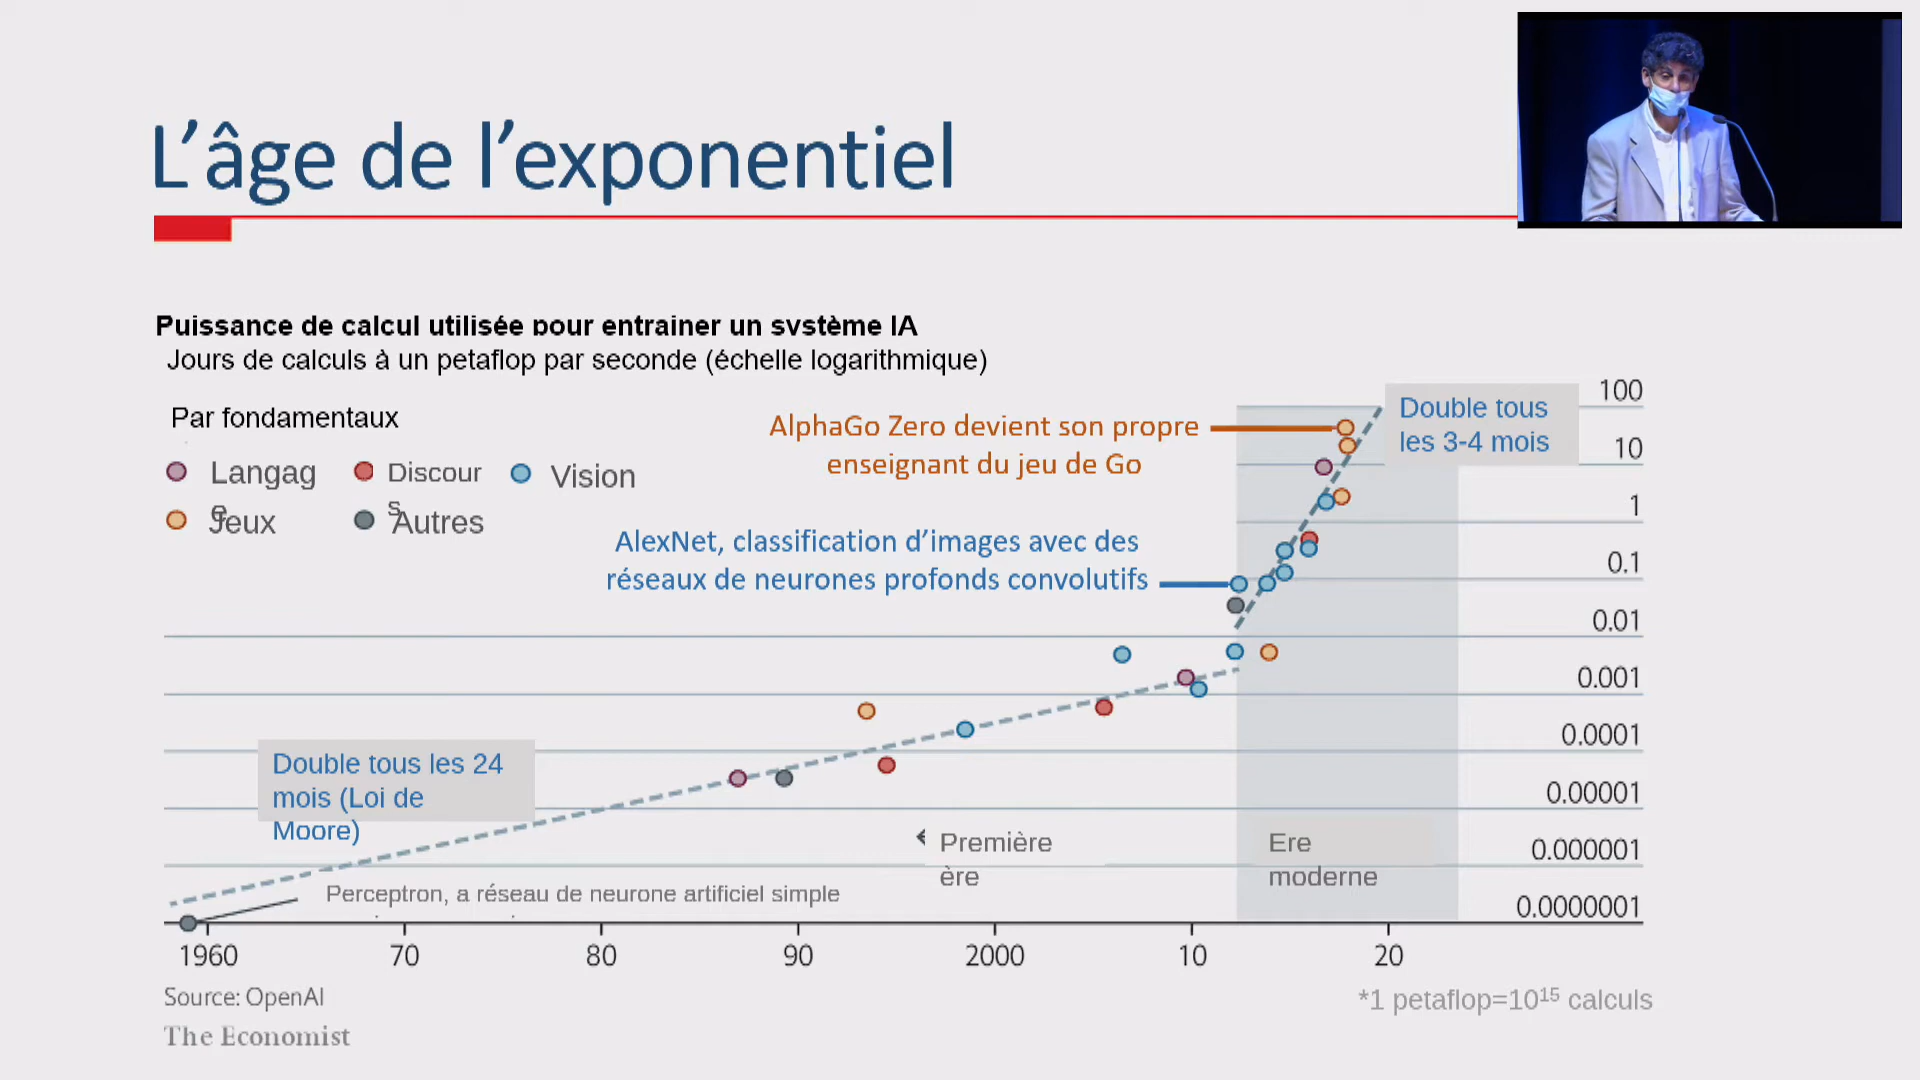 L'âge de l'exponentiel
Puissance de calcul utilisée pour entrainer un système IA
Jours de calculs à un petaflop par seconde (échelle logarithmique)
Par fondamentaux
Langag
e
Discour
s
Vision
Jeux
Autres
AlphaGo Zero devient son propre
enseignant du jeu de Go
AlexNet, classification d'images avec des
réseaux de neurones profonds convolutifs
Double tous
les 3-4 mois
100
10
1
0.1
0.01
0.001
0.0001
0.00001
0.000001
0.0000001
Double tous les 24
mois (Loi de
Moore)
Première
ère
Ere
moderne
Perceptron, a réseau de neurone artificiel simple
1960 70 80 90 2000 10 20
Source: OpenAI
*1 petaflop=10¹⁵ calculs
The Economist